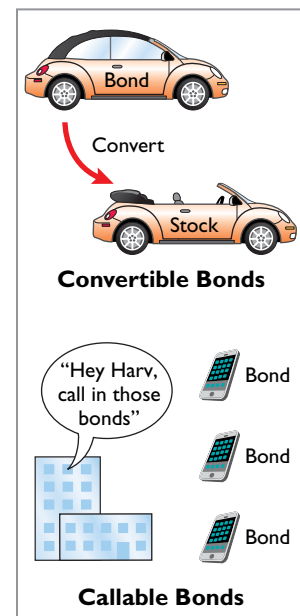 Bond
Convert
Stock
Convertible Bonds
“Hey Harv,
call in those
bonds”
Bond
Bond
Bond
Callable Bonds